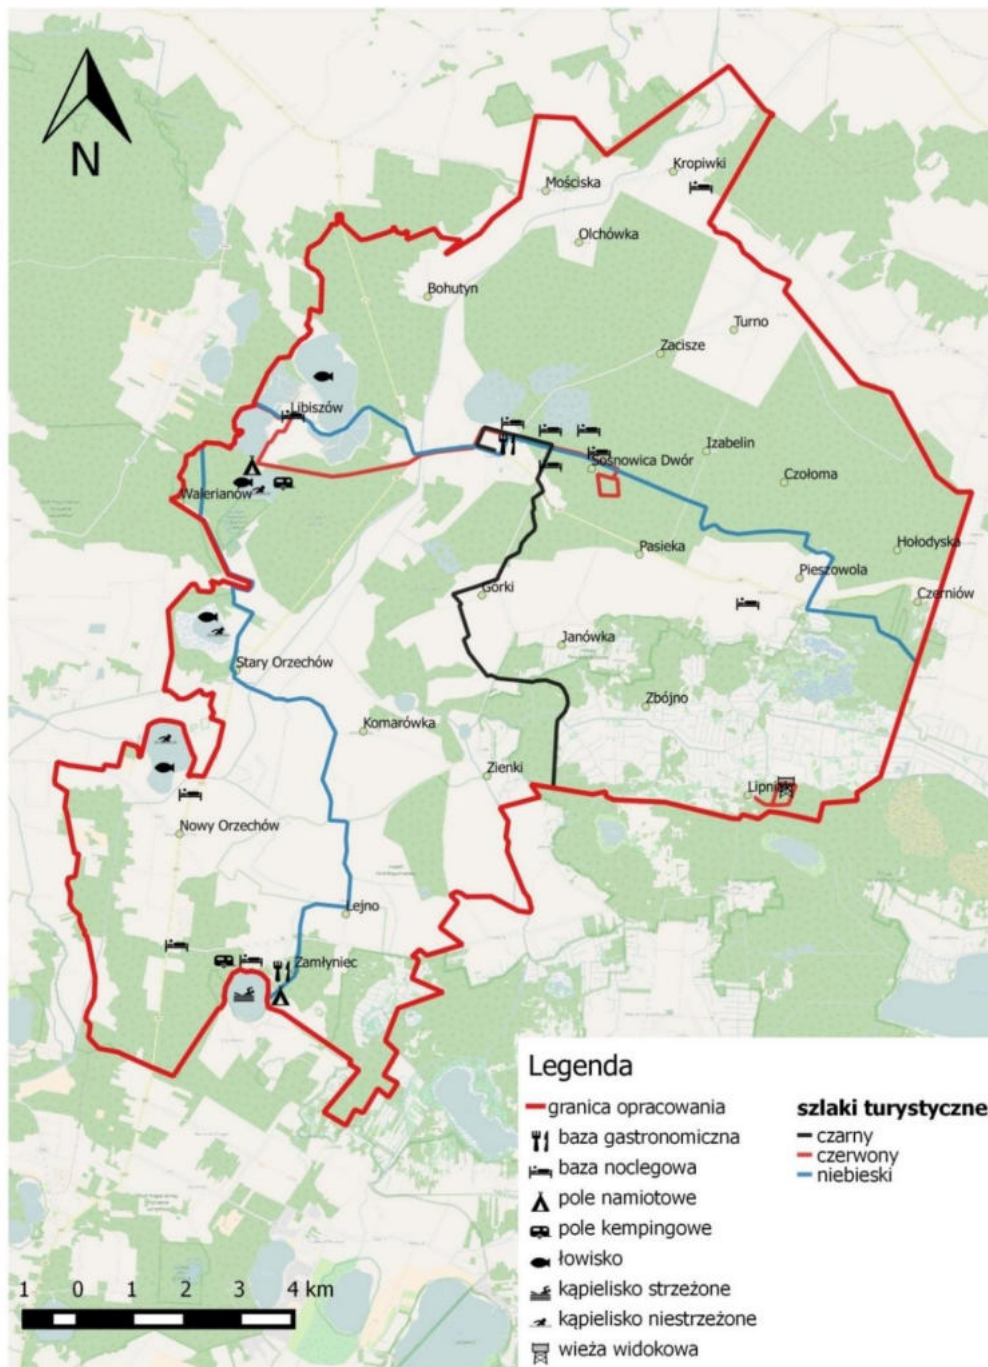 N
Kropiwki
Mościska
Olchówka
Bohutyn
Turno
Zacisze
Libiszów
Izabelin
Sosnowica Dwór
Czołoma
Walerianów
Hołodyska
Pasieka
Pieszowola
Górki
Czerniów
Janówka
Stary Orzechów
Zbójno
Komarówka
Zienki
Lipniak
Nowy Orzechów
Lejno
Zamłyniec
1 0 1 2 3 4 km
Legenda
granica opracowania
baza gastronomiczna
baza noclegowa
pole namiotowe
pole kempingowe
łowisko
kąpielisko strzeżone
kąpielisko niestrzeżone
wieża widokowa
szlaki turystyczne
czarny
czerwony
niebieski